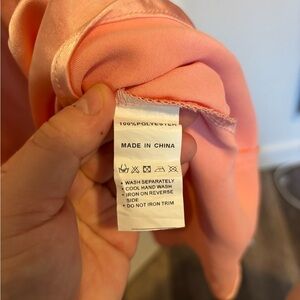 100%POLYESTER
MADE IN CHINA
• WASH SEPARATELY
• COOL HAND WASH
• IRON ON REVERSE
SIDE
• DO NOT IRON TRIM